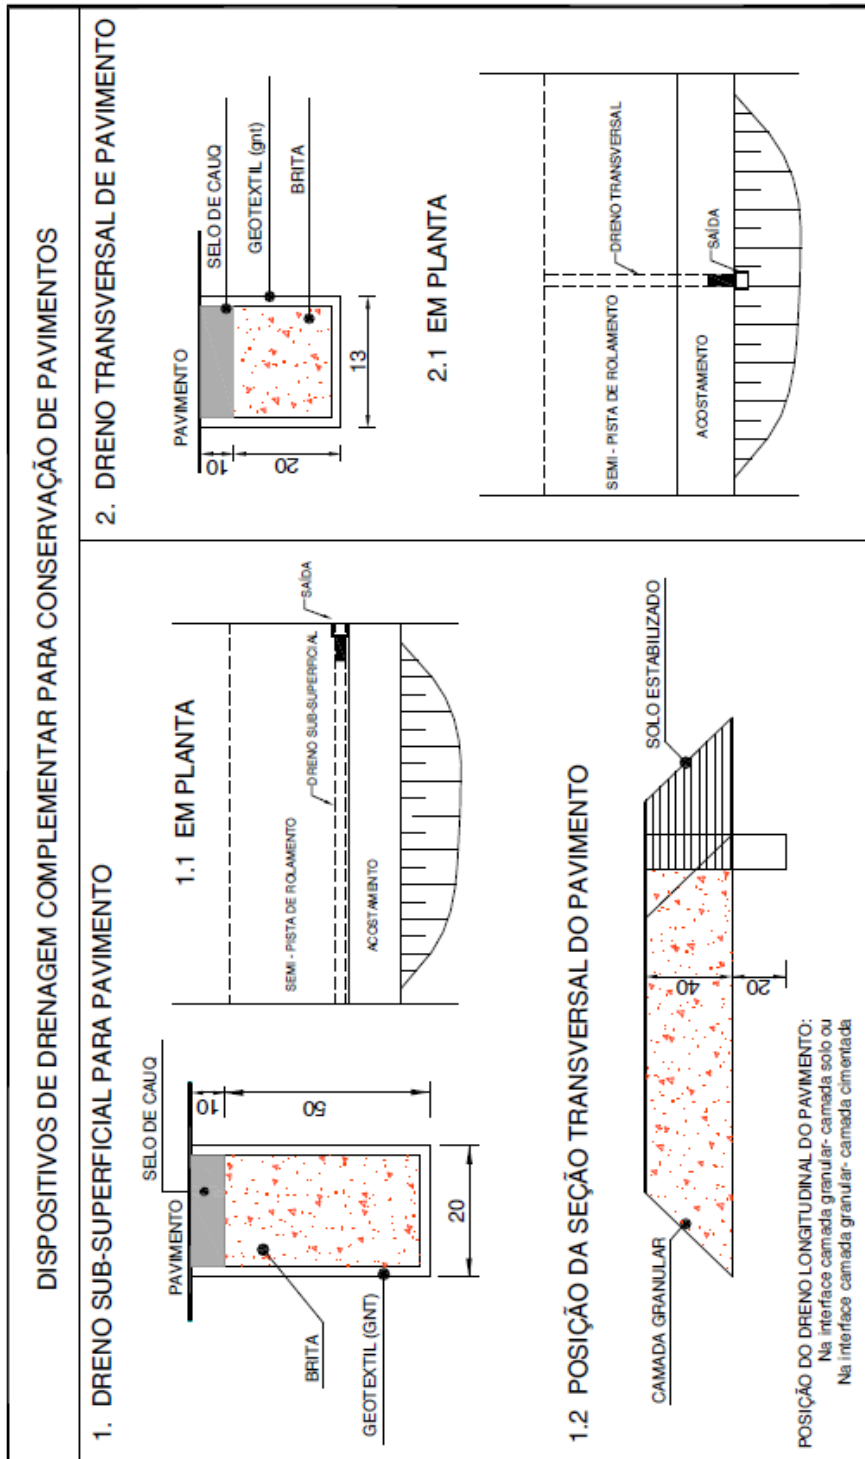 DISPOSITIVOS DE DRENAGEM COMPLEMENTAR PARA CONSERVAÇÃO DE PAVIMENTOS
1. DRENO SUB-SUPERFICIAL PARA PAVIMENTO
SELO DE CAUQ
PAVIMENTO
10
50
20
BRITA
GEOTEXTIL (GNT)
1.1 EM PLANTA
SEMI - PISTA DE ROLAMENTO
DRENO SUB-SUPERFICIAL
SAÍDA
ACOSTAMENTO
1.2 POSIÇÃO DA SEÇÃO TRANSVERSAL DO PAVIMENTO
CAMADA GRANULAR
SOLO ESTABILIZADO
40
20
POSIÇÃO DO DRENO LONGITUDINAL DO PAVIMENTO:
Na interface camada granular- camada solo ou
Na interface camada granular- camada cimentada
2. DRENO TRANSVERSAL DE PAVIMENTO
PAVIMENTO
SELO DE CAUQ
GEOTEXTIL (gnt)
BRITA
10
20
13
2.1 EM PLANTA
SEMI - PISTA DE ROLAMENTO
DRENO TRANSVERSAL
ACOSTAMENTO
SAÍDA